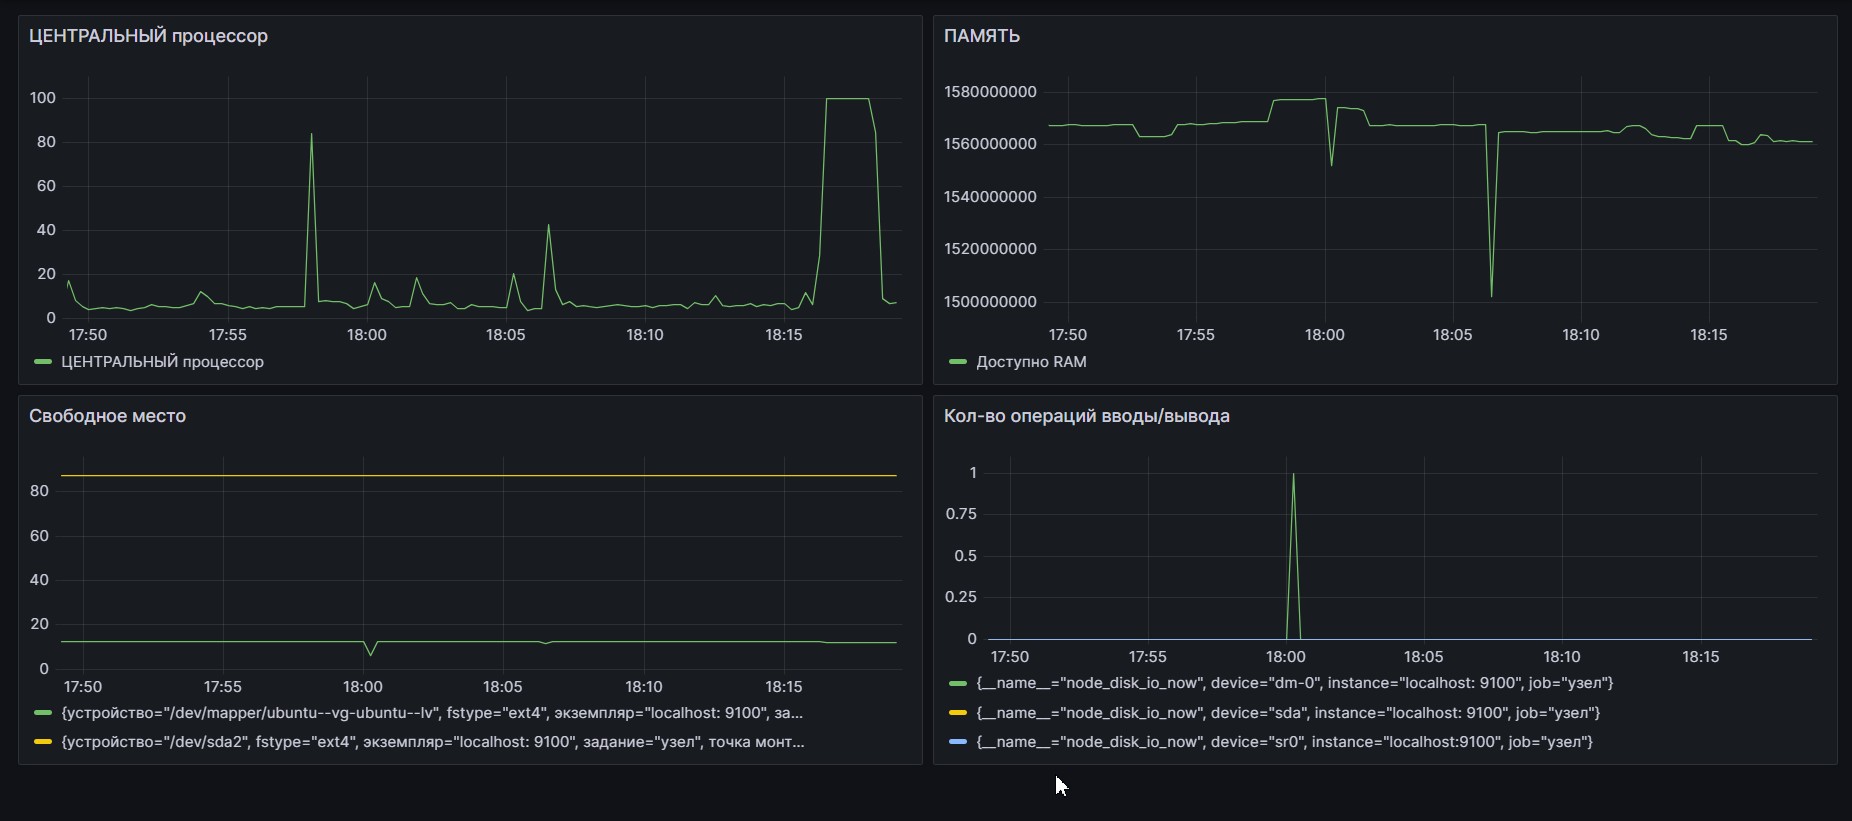 ЦЕНТРАЛЬНЫЙ процессор
100
80
60
40
20
0
17:50 17:55 18:00 18:05 18:10 18:15
ЦЕНТРАЛЬНЫЙ процессор
ПАМЯТЬ
1580000000
1560000000
1540000000
1520000000
1500000000
17:50 17:55 18:00 18:05 18:10 18:15
Доступно RAM
Свободное место
80
60
40
20
0
17:50 17:55 18:00 18:05 18:10 18:15
{устройство="/dev/mapper/ubuntu--vg-ubuntu--lv", fstype="ext4", экземпляр="localhost: 9100", за...
{устройство="/dev/sda2", fstype="ext4", экземпляр="localhost: 9100", задание="узел", точка монт...
Кол-во операций вводы/вывода
1
0.75
0.5
0.25
0
17:50 17:55 18:00 18:05 18:10 18:15
{__name__="node_disk_io_now", device="dm-0", instance="localhost: 9100", job="узел"}
{__name__="node_disk_io_now", device="sda", instance="localhost: 9100", job="узел"}
{__name__="node_disk_io_now", device="sr0", instance="localhost:9100", job="узел"}